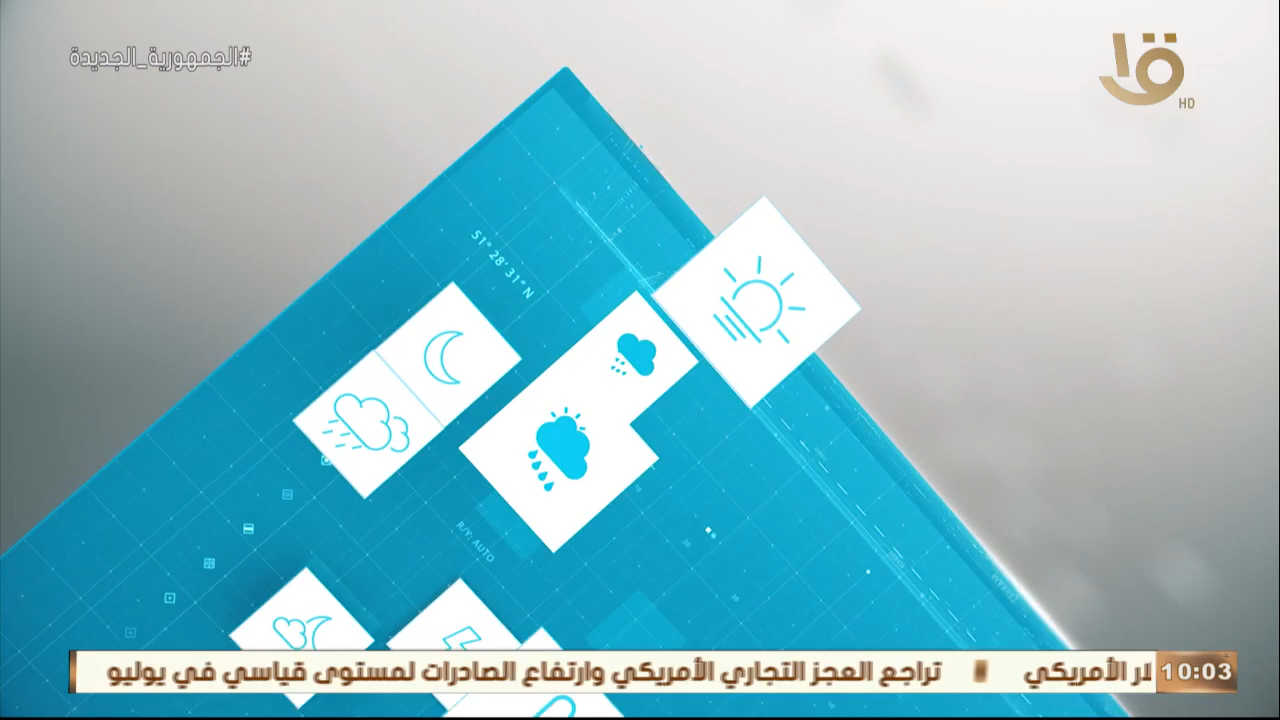 #الجمهورية_الجديدة
HD
51° 28' 31" N
R/Y: AUTO
تراجع العجز التجاري الأمريكي وارتفاع الصادرات لمستوى قياسي في يوليو
لار الأمريكي
10:03